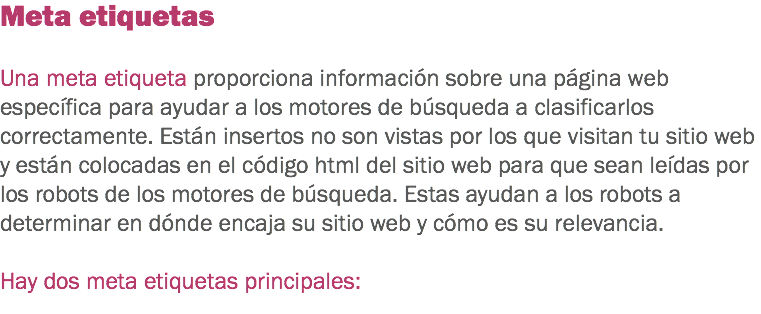 Meta etiquetas
Una meta etiqueta proporciona información sobre una página web
específica para ayudar a los motores de búsqueda a clasificarlos
correctamente. Están insertos no son vistas por los que visitan tu sitio web
y están colocadas en el código html del sitio web para que sean leídas por
los robots de los motores de búsqueda. Estas ayudan a los robots a
determinar en dónde encaja su sitio web y cómo es su relevancia.
Hay dos meta etiquetas principales: